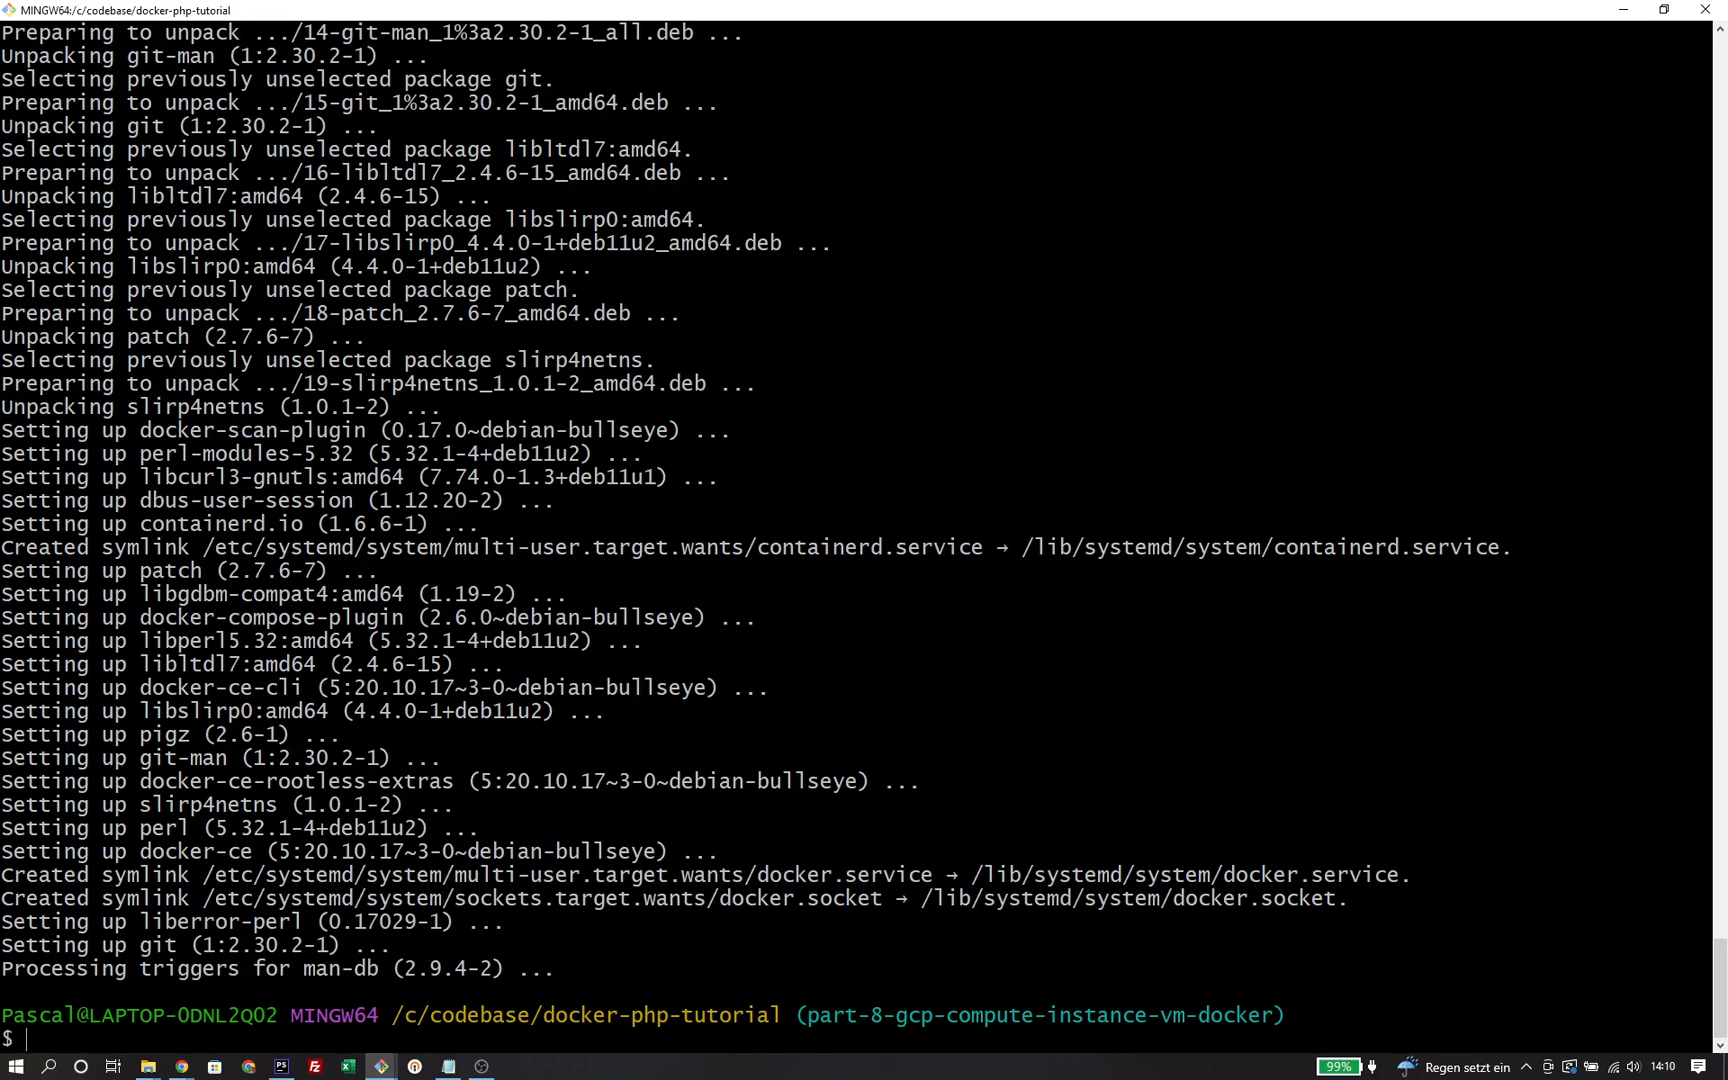 MINGW64:/c/codebase/docker-php-tutorial
Preparing to unpack .../14-git-man_1%3a2.30.2-1_all.deb ...
Unpacking git-man (1:2.30.2-1) ...
Selecting previously unselected package git.
Preparing to unpack .../15-git_1%3a2.30.2-1_amd64.deb ...
Unpacking git (1:2.30.2-1) ...
Selecting previously unselected package libltdl7:amd64.
Preparing to unpack .../16-libltdl7_2.4.6-15_amd64.deb ...
Unpacking libltdl7:amd64 (2.4.6-15) ...
Selecting previously unselected package libslirp0:amd64.
Preparing to unpack .../17-libslirp0_4.4.0-1+deb11u2_amd64.deb ...
Unpacking libslirp0:amd64 (4.4.0-1+deb11u2) ...
Selecting previously unselected package patch.
Preparing to unpack .../18-patch_2.7.6-7_amd64.deb ...
Unpacking patch (2.7.6-7) ...
Selecting previously unselected package slirp4netns.
Preparing to unpack .../19-slirp4netns_1.0.1-2_amd64.deb ...
Unpacking slirp4netns (1.0.1-2) ...
Setting up docker-scan-plugin (0.17.0~debian-bullseye) ...
Setting up perl-modules-5.32 (5.32.1-4+deb11u2) ...
Setting up libcurl3-gnutls:amd64 (7.74.0-1.3+deb11u1) ...
Setting up dbus-user-session (1.12.20-2) ...
Setting up containerd.io (1.6.6-1) ...
Created symlink /etc/systemd/system/multi-user.target.wants/containerd.service → /lib/systemd/system/containerd.service.
Setting up patch (2.7.6-7) ...
Setting up libgdbm-compat4:amd64 (1.19-2) ...
Setting up docker-compose-plugin (2.6.0~debian-bullseye) ...
Setting up libperl5.32:amd64 (5.32.1-4+deb11u2) ...
Setting up libltdl7:amd64 (2.4.6-15) ...
Setting up docker-ce-cli (5:20.10.17~3-0~debian-bullseye) ...
Setting up libslirp0:amd64 (4.4.0-1+deb11u2) ...
Setting up pigz (2.6-1) ...
Setting up git-man (1:2.30.2-1) ...
Setting up docker-ce-rootless-extras (5:20.10.17~3-0~debian-bullseye) ...
Setting up slirp4netns (1.0.1-2) ...
Setting up perl (5.32.1-4+deb11u2) ...
Setting up docker-ce (5:20.10.17~3-0~debian-bullseye) ...
Created symlink /etc/systemd/system/multi-user.target.wants/docker.service → /lib/systemd/system/docker.service.
Created symlink /etc/systemd/system/sockets.target.wants/docker.socket → /lib/systemd/system/docker.socket.
Setting up liberror-perl (0.17029-1) ...
Setting up git (1:2.30.2-1) ...
Processing triggers for man-db (2.9.4-2) ...
Pascal@LAPTOP-0DNL2Q02 MINGW64 /c/codebase/docker-php-tutorial (part-8-gcp-compute-instance-vm-docker)
$
99% Regen setzt ein 14:10